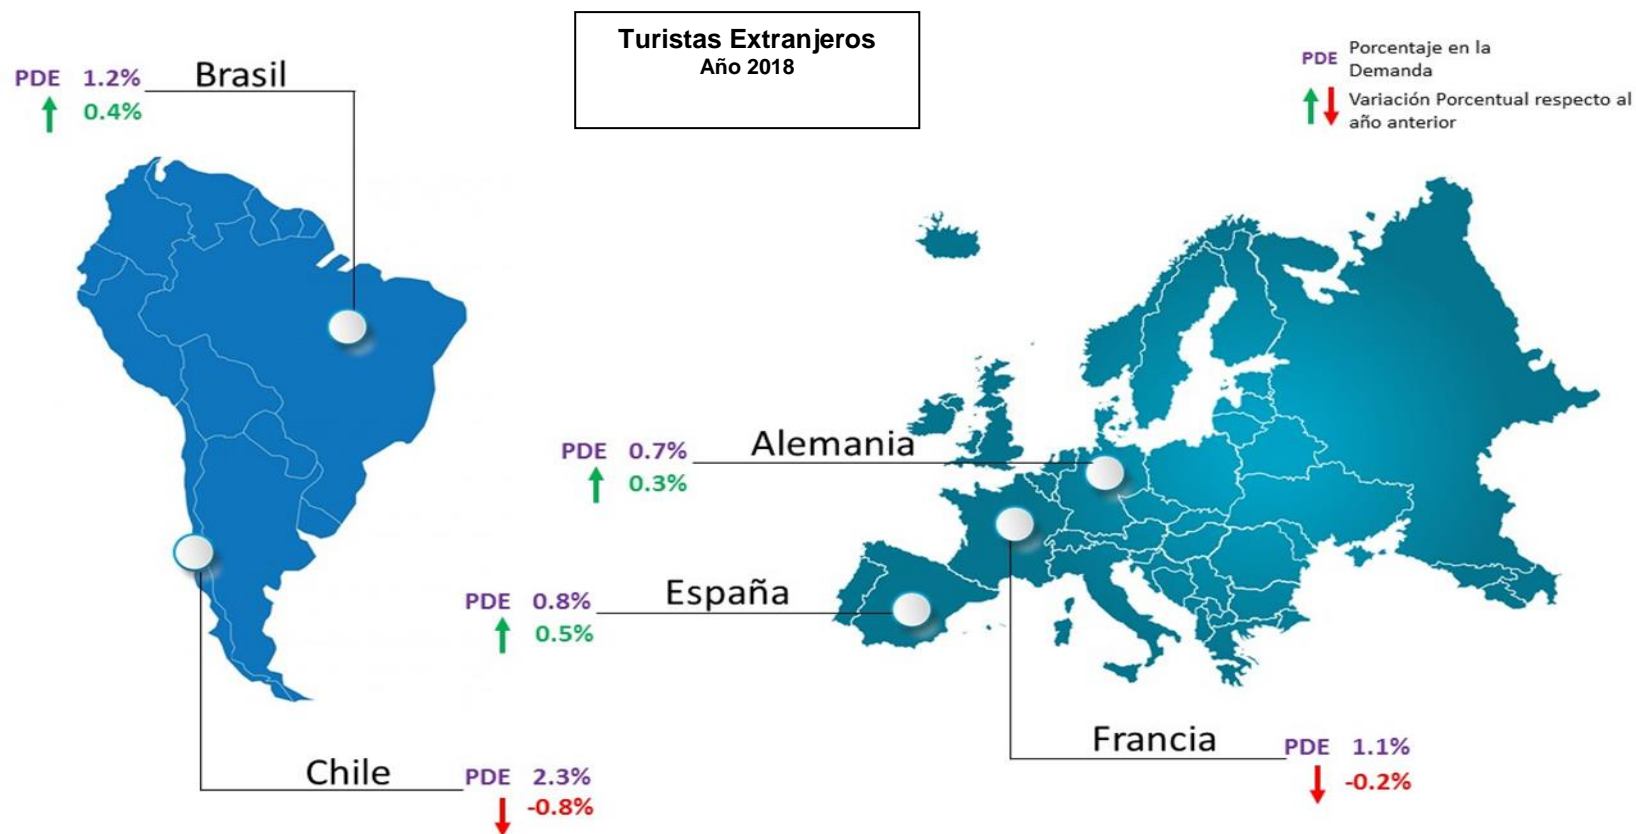 Turistas Extranjeros
Año 2018
PDE Porcentaje en la
Demanda
Variación Porcentual respecto al
año anterior
PDE 1.2% Brasil
0.4%
PDE 0.7% Alemania
0.3%
PDE 0.8% España
0.5%
Francia PDE 1.1%
-0.2%
Chile PDE 2.3%
-0.8%